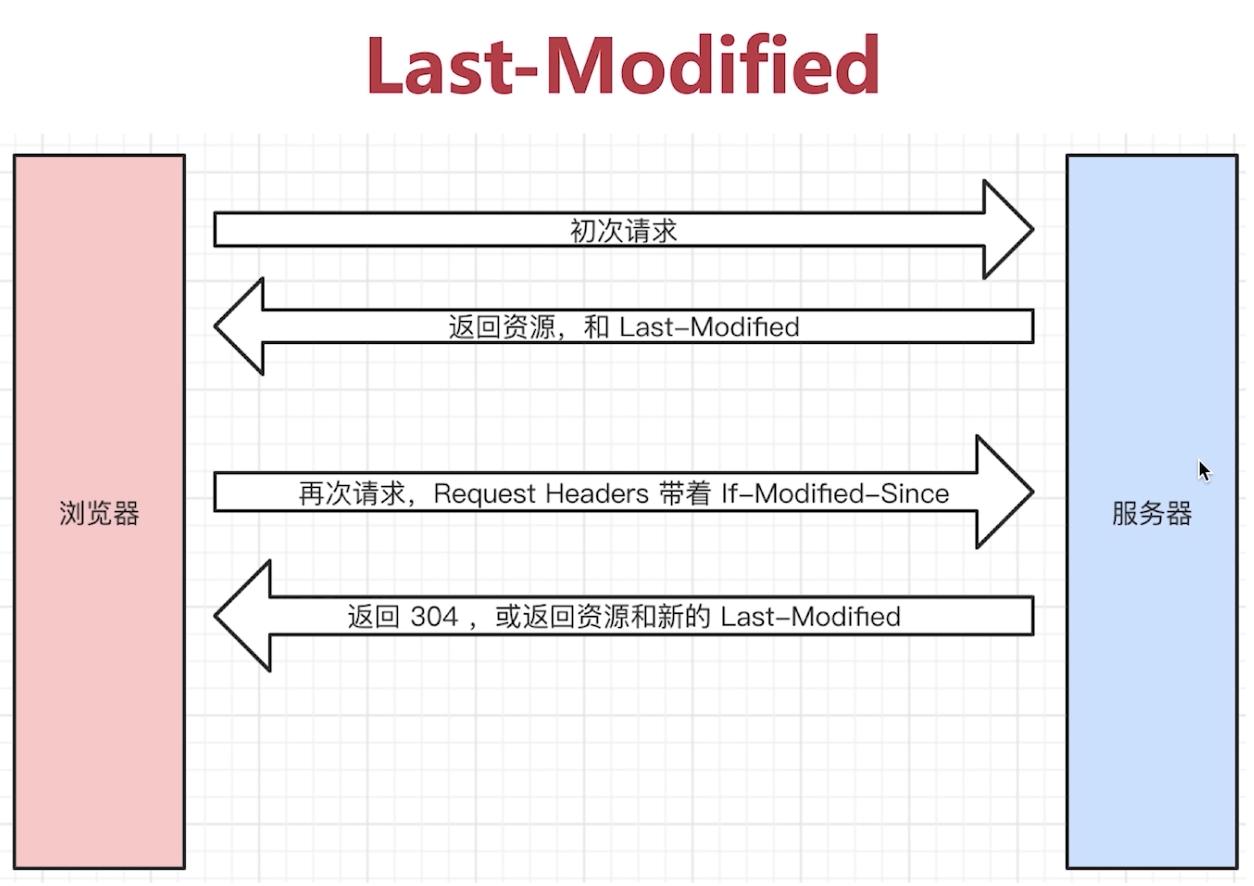 Last-Modified
初次请求
返回资源，和 Last-Modified
再次请求，Request Headers 带着 If-Modified-Since
浏览器
服务器
返回 304 ，或返回资源和新的 Last-Modified